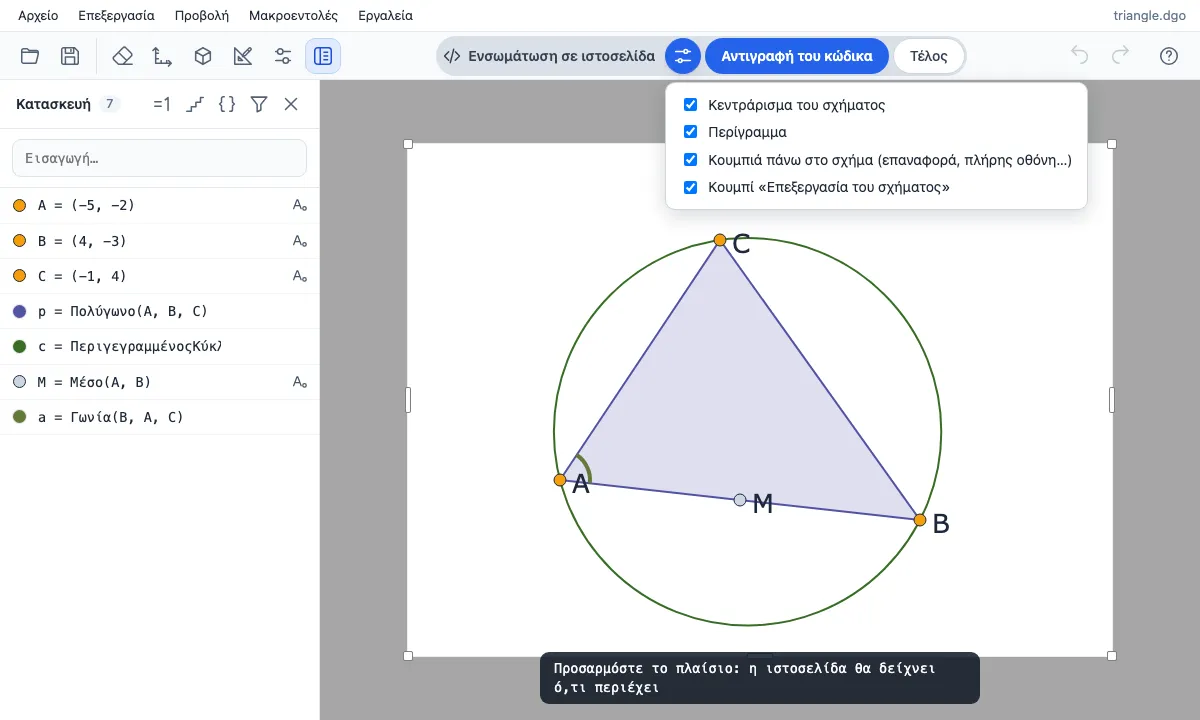 Αρχείο Επεξεργασία Προβολή Μακροεντολές Εργαλεία triangle.dgo
Ενσωμάτωση σε ιστοσελίδα Αντιγραφή του κώδικα Τέλος
Κατασκευή 7 =1 {}
Κεντράρισμα του σχήματος
Περίγραμμα
Κουμπιά πάνω στο σχήμα (επαναφορά, πλήρης οθόνη…)
Κουμπί «Επεξεργασία του σχήματος»
Εισαγωγή…
A = (−5, −2)
B = (4, −3)
C = (−1, 4)
p = Πολύγωνο(A, B, C)
c = ΠεριγεγραμμένοςΚύκλ
M = Μέσο(A, B)
a = Γωνία(B, A, C)
C
A
M
B
Προσαρμόστε το πλαίσιο: η ιστοσελίδα θα δείχνει
ό,τι περιέχει